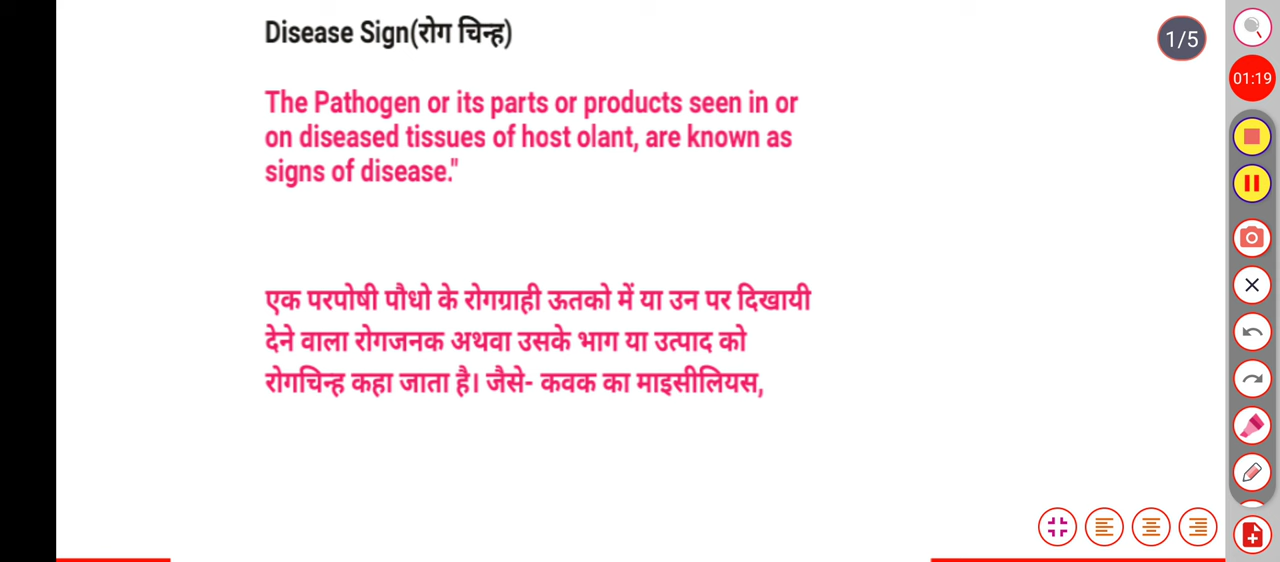 Disease Sign(रोग चिन्ह)
1/5
01:19
The Pathogen or its parts or products seen in or
on diseased tissues of host olant, are known as
signs of disease."
एक परपोषी पौधो के रोगग्राही ऊतको में या उन पर दिखायी
देने वाला रोगजनक अथवा उसके भाग या उत्पाद को
रोगचिन्ह कहा जाता है। जैसे- कवक का माइसीलियस,